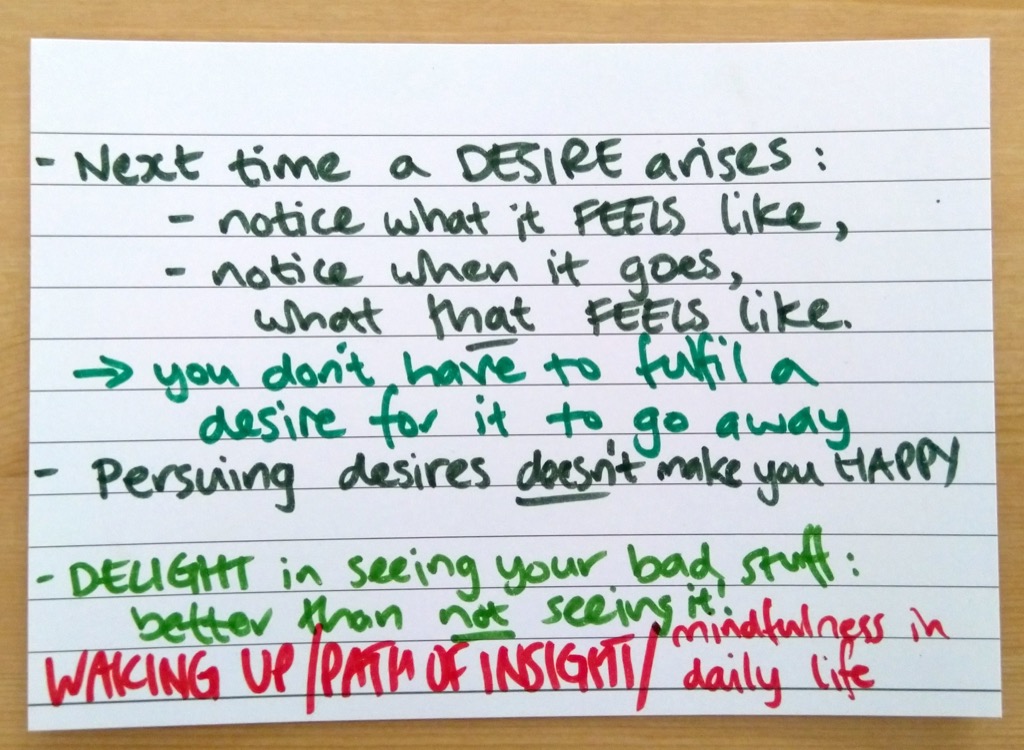 - Next time a DESIRE arises:
- notice what it FEELS like,
- notice when it goes,
what that FEELS like.
→ you don't have to fulfil a
desire for it to go away
- Persuing desires doesn't make you HAPPY
- DELIGHT in seeing your bad stuff:
better than not seeing it!
WAKING UP/PATH OF INSIGHT/mindfulness in
daily life